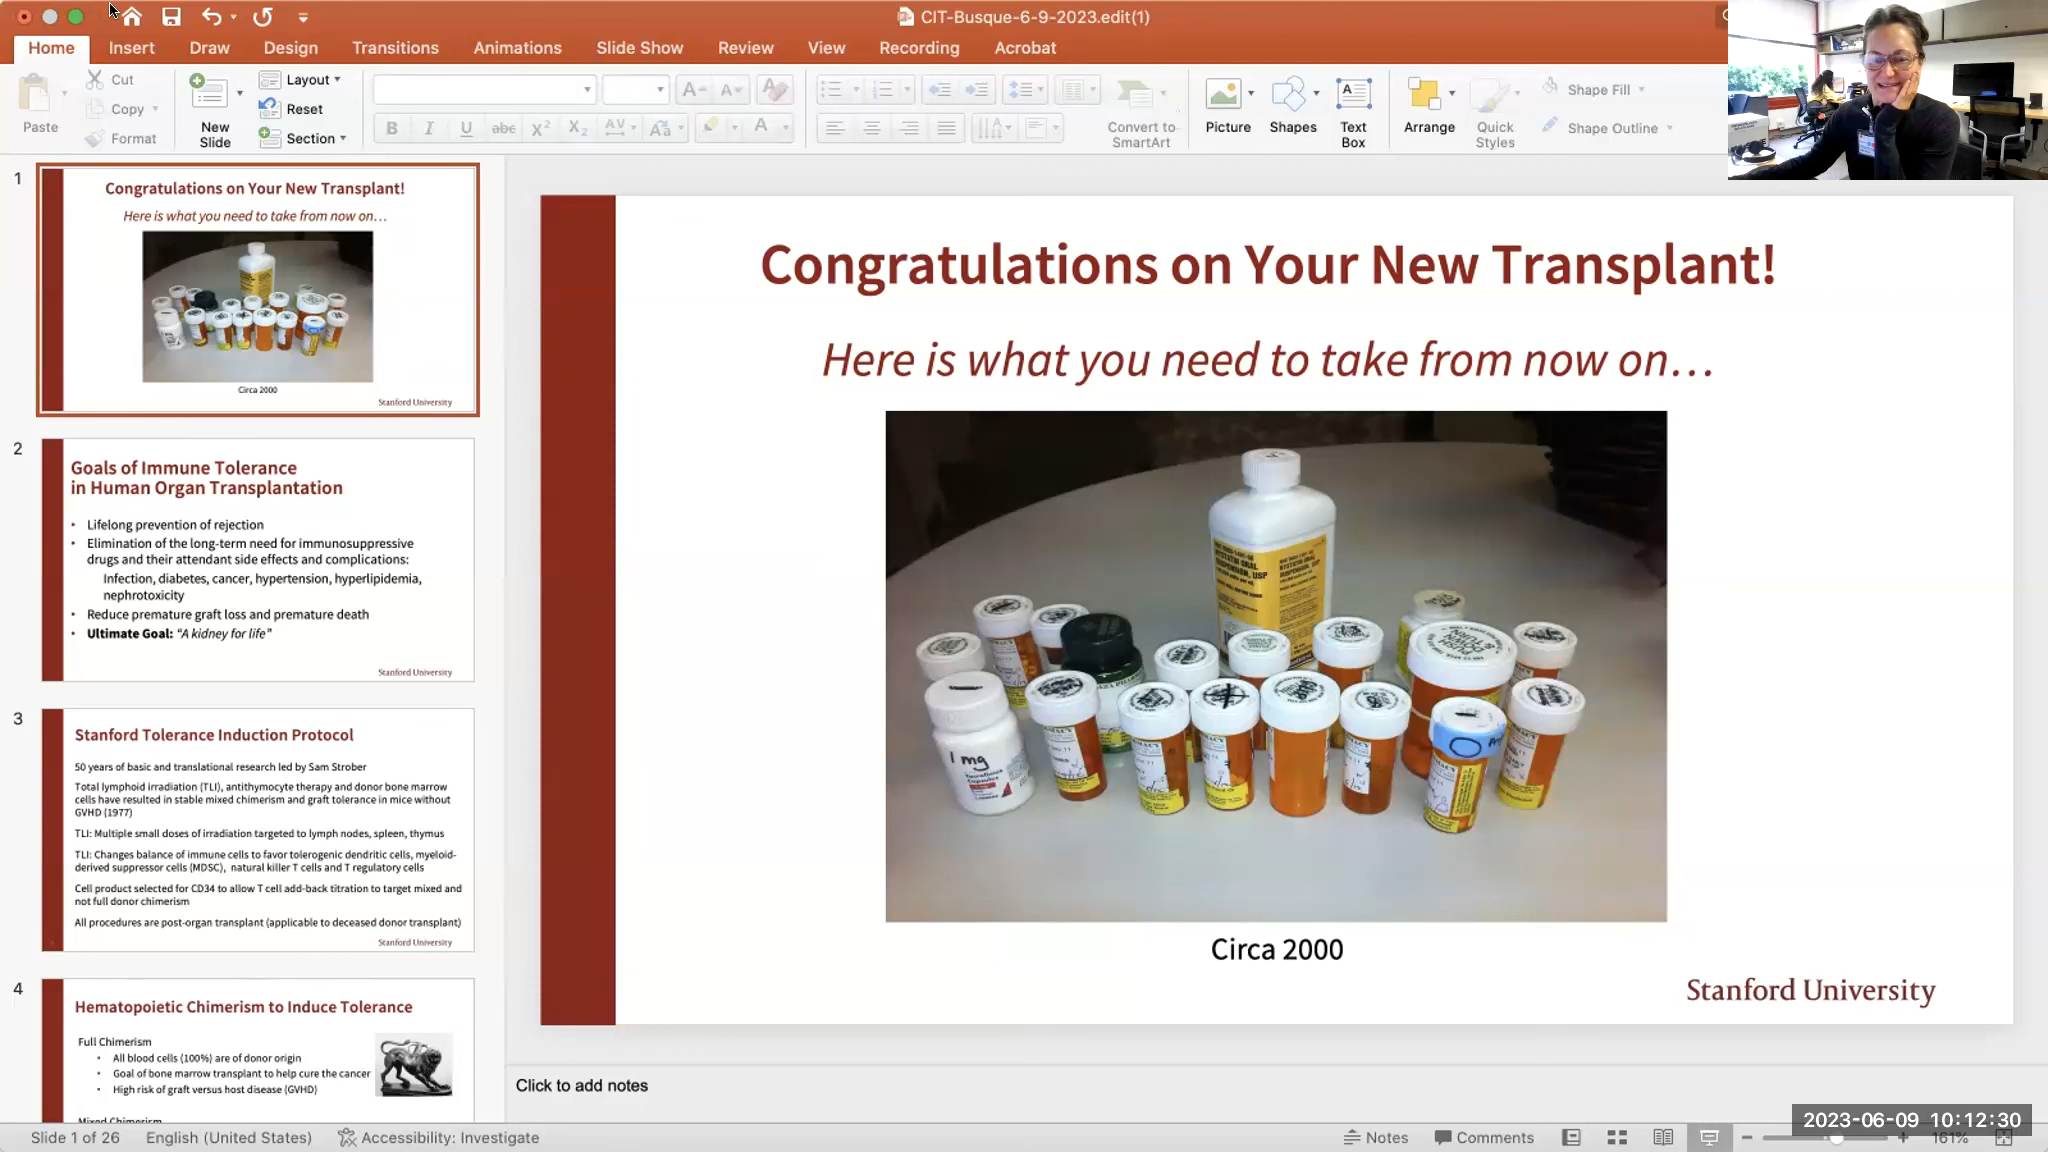 CIT-Busque-6-9-2023.edit(1)
Home Insert Draw Design Transitions Animations Slide Show Review View Recording Acrobat
Paste
Cut
Copy
Format
New
Slide
Layout
Reset
Section
Convert to
SmartArt
Picture
Shapes
Text
Box
Arrange
Quick
Styles
Shape Fill
Shape Outline
1
Congratulations on Your New Transplant!
Here is what you need to take from now on…
Circa 2000
Stanford University
2
Goals of Immune Tolerance
in Human Organ Transplantation
• Lifelong prevention of rejection
• Elimination of the long-term need for immunosuppressive
drugs and their attendant side effects and complications:
Infection, diabetes, cancer, hypertension, hyperlipidemia,
nephrotoxicity
• Reduce premature graft loss and premature death
• Ultimate Goal: “A kidney for life”
Stanford University
3
Stanford Tolerance Induction Protocol
50 years of basic and translational research led by Sam Strober
Total lymphoid irradiation (TLI), antithymocyte therapy and donor bone marrow
cells have resulted in stable mixed chimerism and graft tolerance in mice without
GVHD (1977)
TLI: Multiple small doses of irradiation targeted to lymph nodes, spleen, thymus
TLI: Changes balance of immune cells to favor tolerogenic dendritic cells, myeloid-
derived suppressor cells (MDSC), natural killer T cells and T regulatory cells
Cell product selected for CD34 to allow T cell add-back titration to target mixed and
not full donor chimerism
All procedures are post-organ transplant (applicable to deceased donor transplant)
Stanford University
4
Hematopoietic Chimerism to Induce Tolerance
Full Chimerism
• All blood cells (100%) are of donor origin
• Goal of bone marrow transplant to help cure the cancer
• High risk of graft versus host disease (GVHD)
Mixed Chimerism
Congratulations on Your New Transplant!
Here is what you need to take from now on…
NYSTATIN ORAL
SUSPENSION, USP
PUSH DOWN & TURN
1 mg
Tacrolimus
Capsules
Circa 2000
Stanford University
Click to add notes
2023-06-09 10:12:30
Slide 1 of 26 English (United States) Accessibility: Investigate Notes Comments 161%